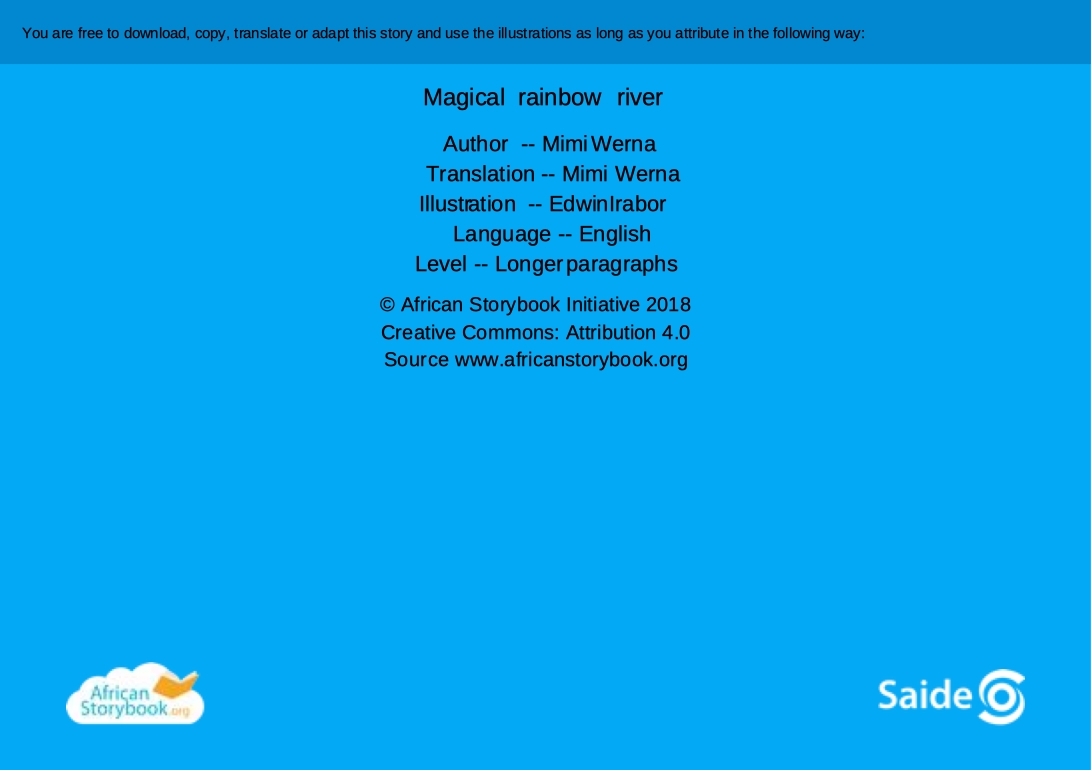 You are free to download, copy, translate or adapt this story and use the illustrations as long as you attribute in the following way:
Magical rainbow river
Author -- Mimi Werna
Translation -- Mimi Werna
Illustration -- Edwin Irabor
Language -- English
Level -- Longer paragraphs
© African Storybook Initiative 2018
Creative Commons: Attribution 4.0
Source www.africanstorybook.org
African
Storybook.org
Saide